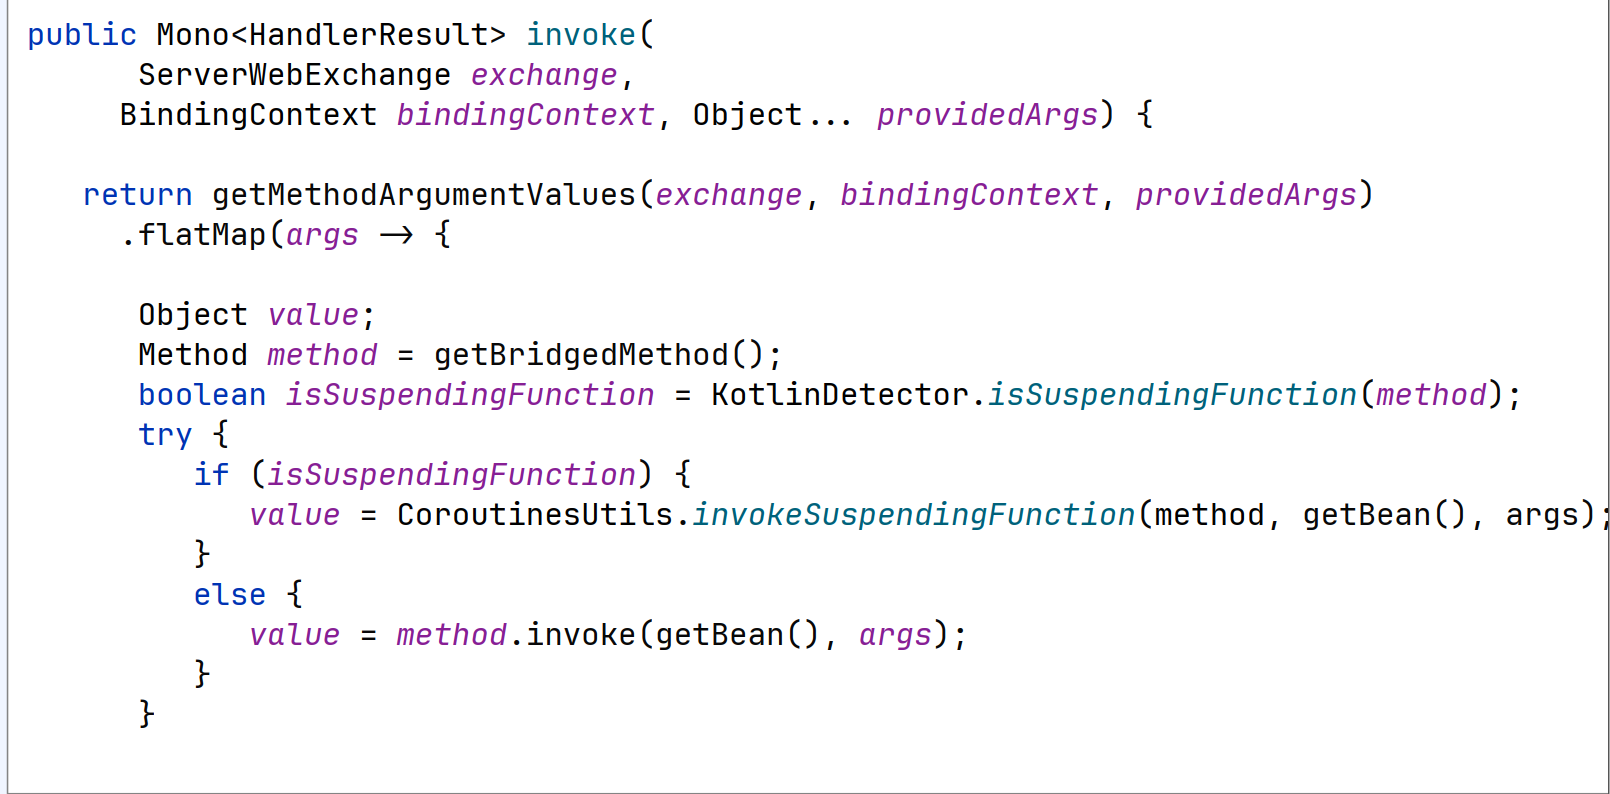 public Mono<HandlerResult> invoke(
ServerWebExchange exchange,
BindingContext bindingContext, Object... providedArgs) {
return getMethodArgumentValues(exchange, bindingContext, providedArgs)
.flatMap(args -> {
Object value;
Method method = getBridgedMethod();
boolean isSuspendingFunction = KotlinDetector.isSuspendingFunction(method);
try {
if (isSuspendingFunction) {
value = CoroutinesUtils.invokeSuspendingFunction(method, getBean(), args);
}
else {
value = method.invoke(getBean(), args);
}
}